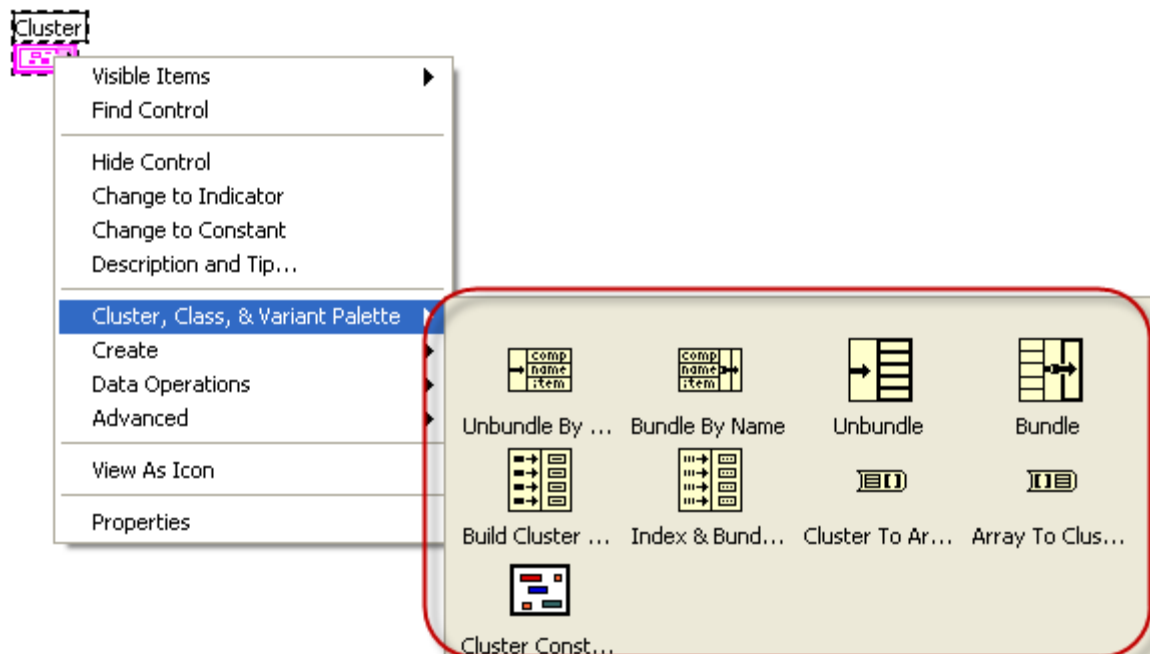 Cluster
Visible Items
Find Control
Hide Control
Change to Indicator
Change to Constant
Description and Tip...
Cluster, Class, & Variant Palette
Create
Data Operations
Advanced
View As Icon
Properties
comp
name
item
comp
name
item
Unbundle By ... Bundle By Name Unbundle Bundle
Build Cluster ... Index & Bund... Cluster To Ar... Array To Clus...
Cluster Const...